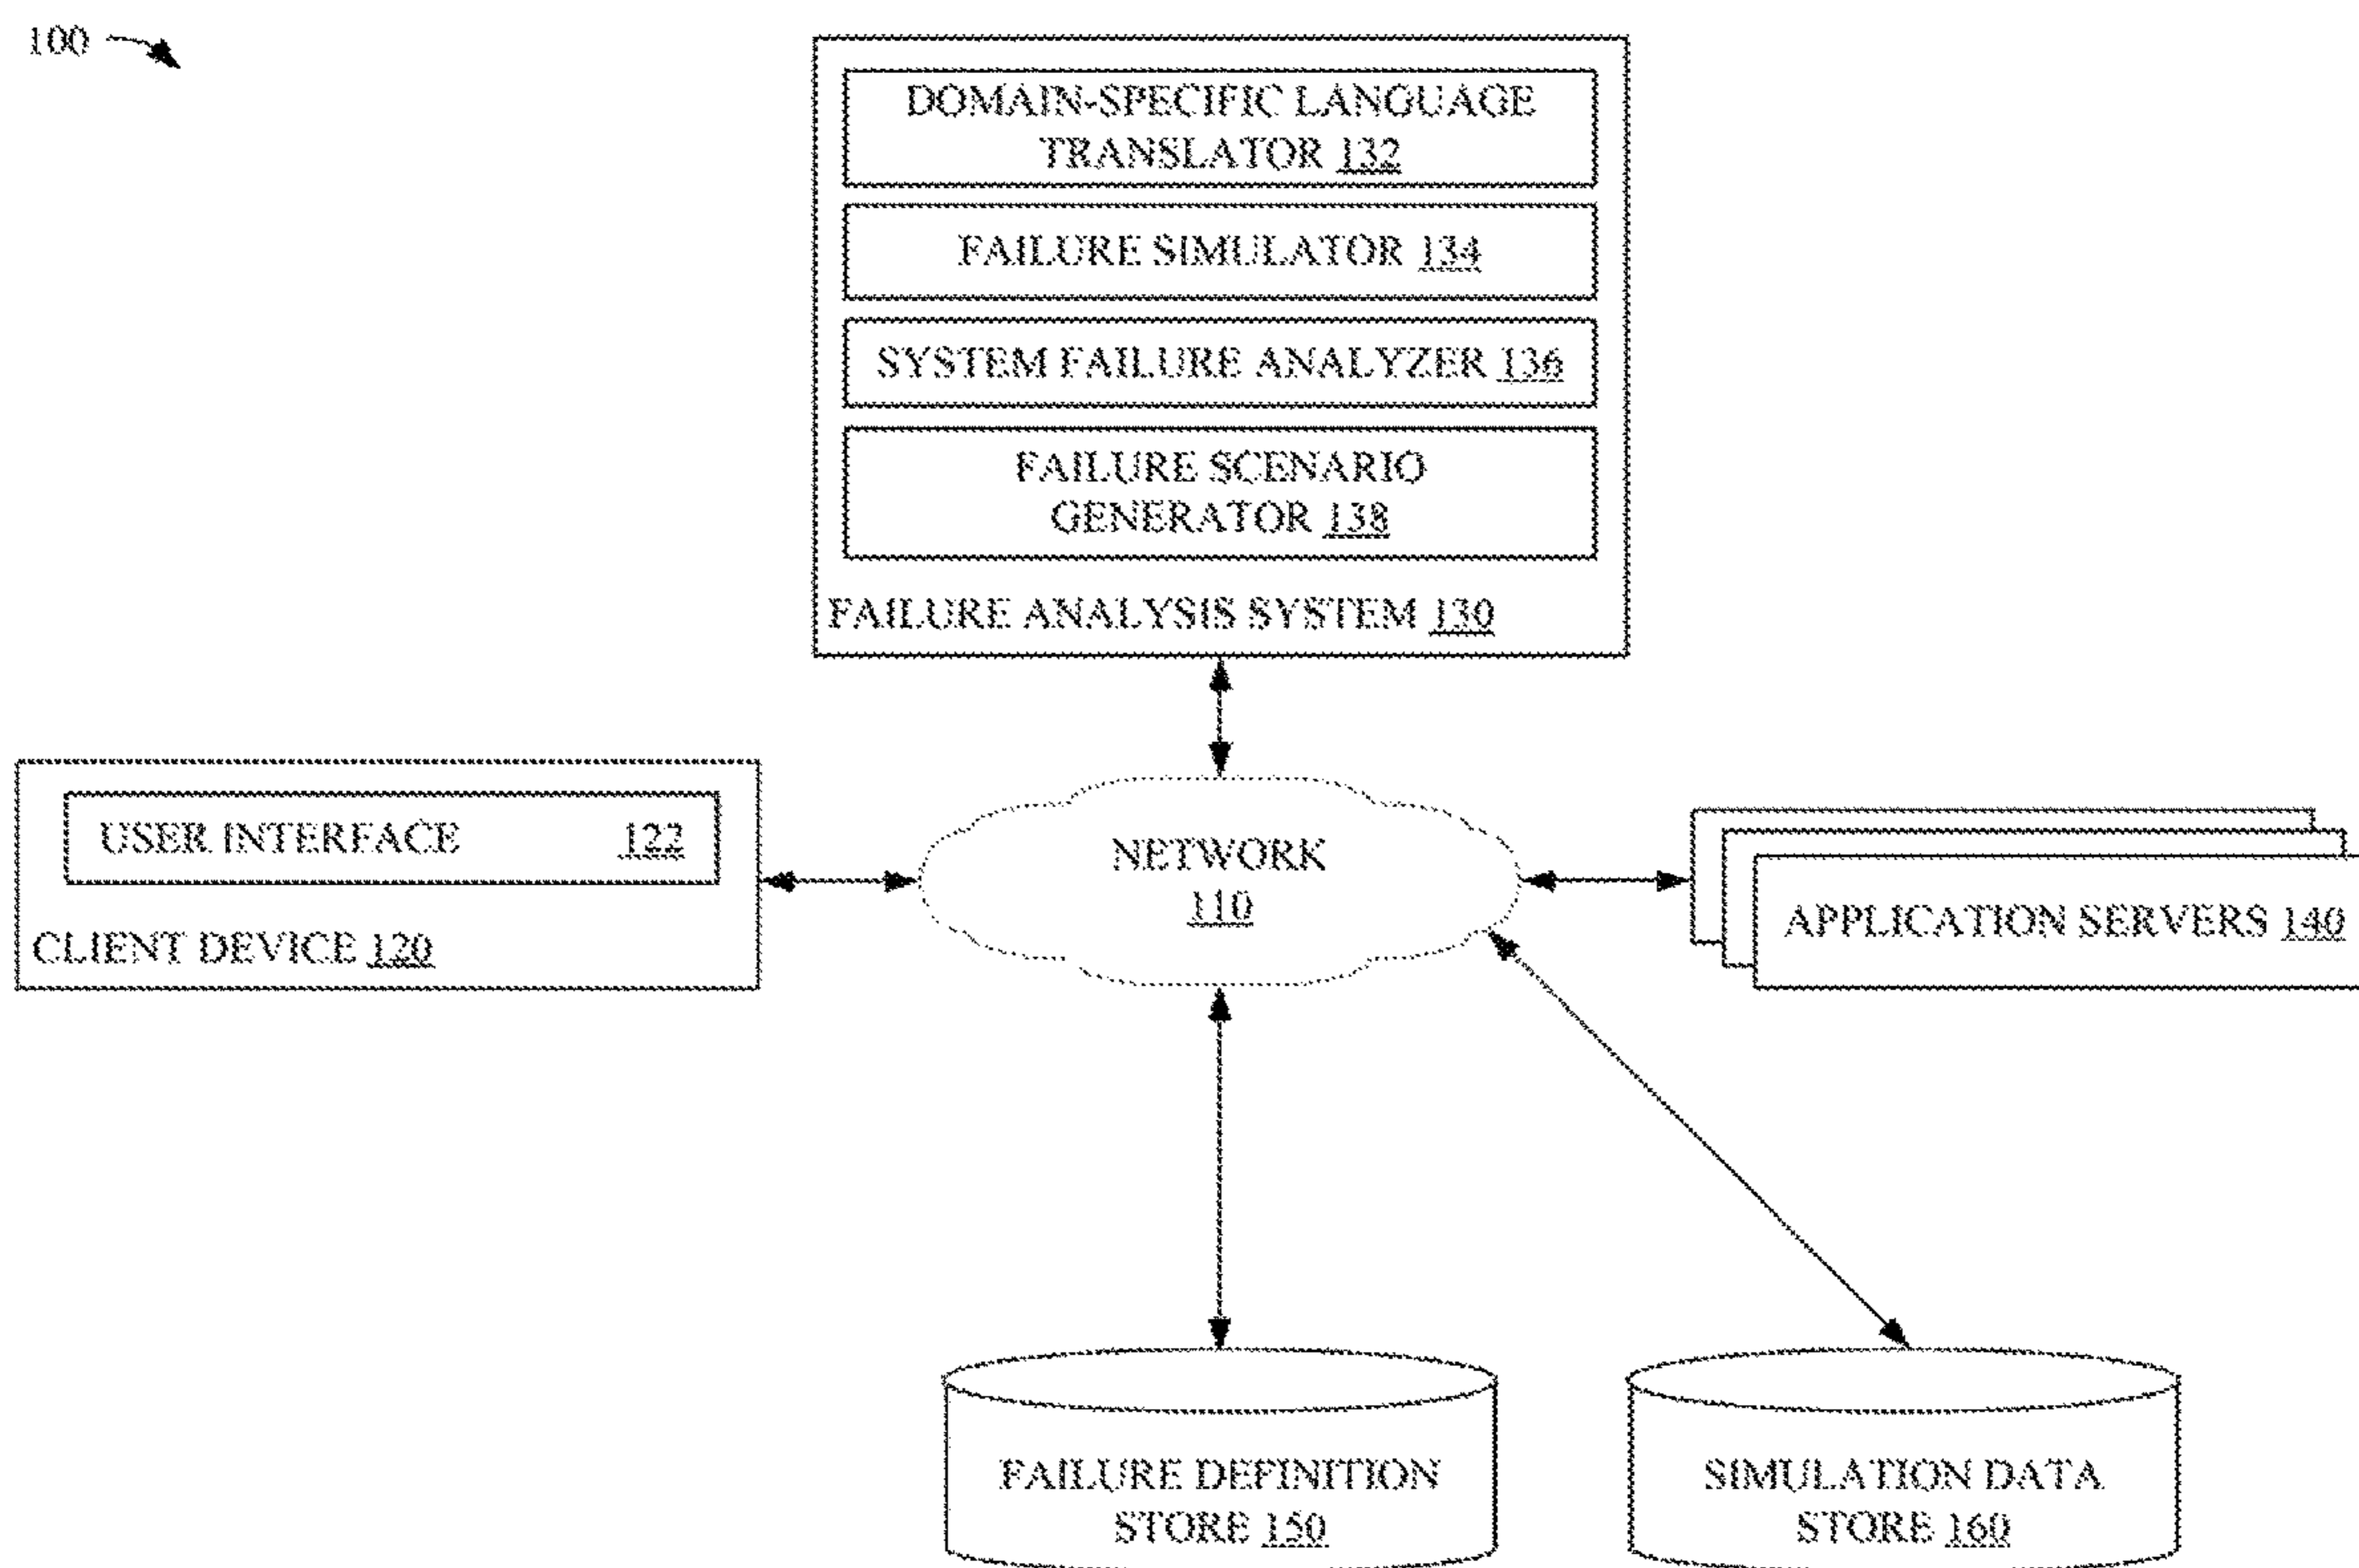 100
DOMAIN-SPECIFIC LANGUAGE
TRANSLATOR 132
FAILURE SIMULATOR 134
SYSTEM FAILURE ANALYZER 136
FAILURE SCENARIO
GENERATOR 138
FAILURE ANALYSIS SYSTEM 130
USER INTERFACE 122
CLIENT DEVICE 120
NETWORK
110
APPLICATION SERVERS 140
FAILURE DEFINITION
STORE 150
SIMULATION DATA
STORE 160